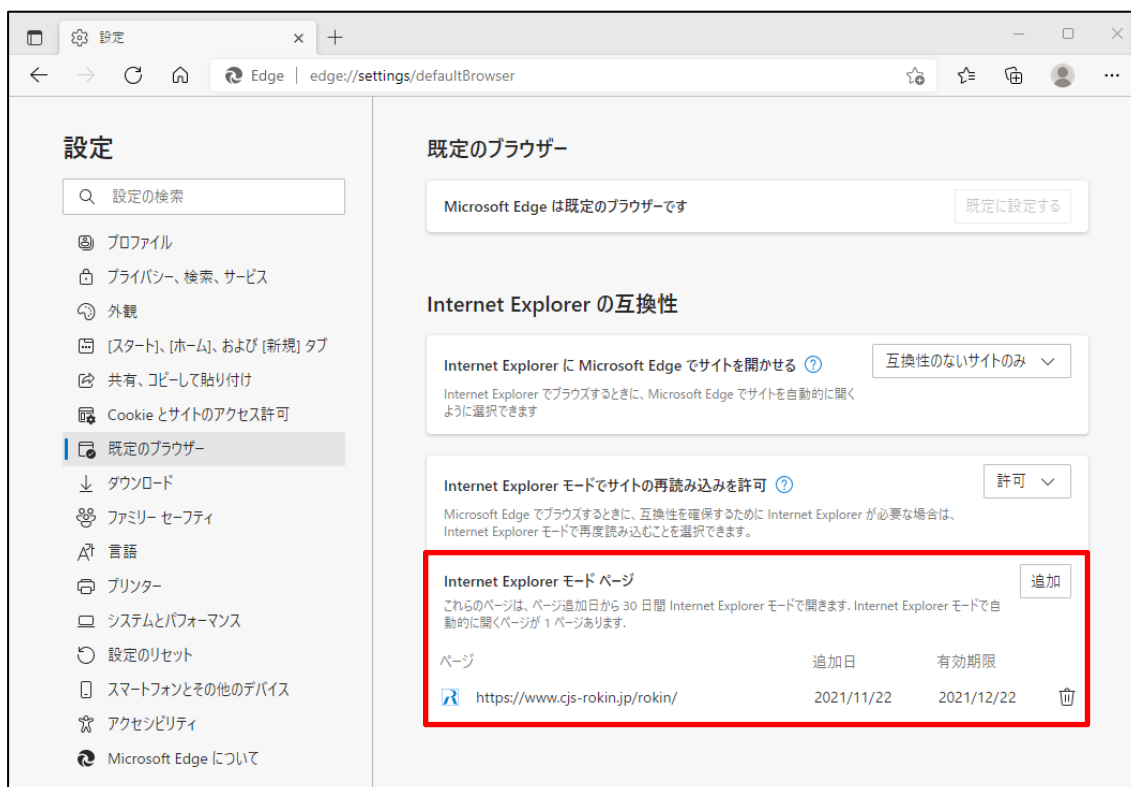 設定
Edge
edge://settings/defaultBrowser
設定
設定の検索
プロファイル
プライバシー、検索、サービス
外観
[スタート]、[ホーム]、および [新規] タブ
共有、コピーして貼り付け
Cookie とサイトのアクセス許可
既定のブラウザー
ダウンロード
ファミリー セーフティ
言語
プリンター
システムとパフォーマンス
設定のリセット
スマートフォンとその他のデバイス
アクセシビリティ
Microsoft Edge について
既定のブラウザー
Microsoft Edge は既定のブラウザーです
既定に設定する
Internet Explorer の互換性
Internet Explorer に Microsoft Edge でサイトを開かせる
互換性のないサイトのみ
Internet Explorer でブラウズするときに、Microsoft Edge でサイトを自動的に開く
ように選択できます
Internet Explorer モードでサイトの再読み込みを許可
許可
Microsoft Edge でブラウズするときに、互換性を確保するために Internet Explorer が必要な場合は、
Internet Explorer モードで再度読み込むことを選択できます。
Internet Explorer モード ページ
追加
これらのページは、ページ追加日から 30 日間 Internet Explorer モードで開きます. Internet Explorer モードで自
動的に開くページが 1 ページあります.
ページ 追加日 有効期限
https://www.cjs-rokin.jp/rokin/ 2021/11/22 2021/12/22